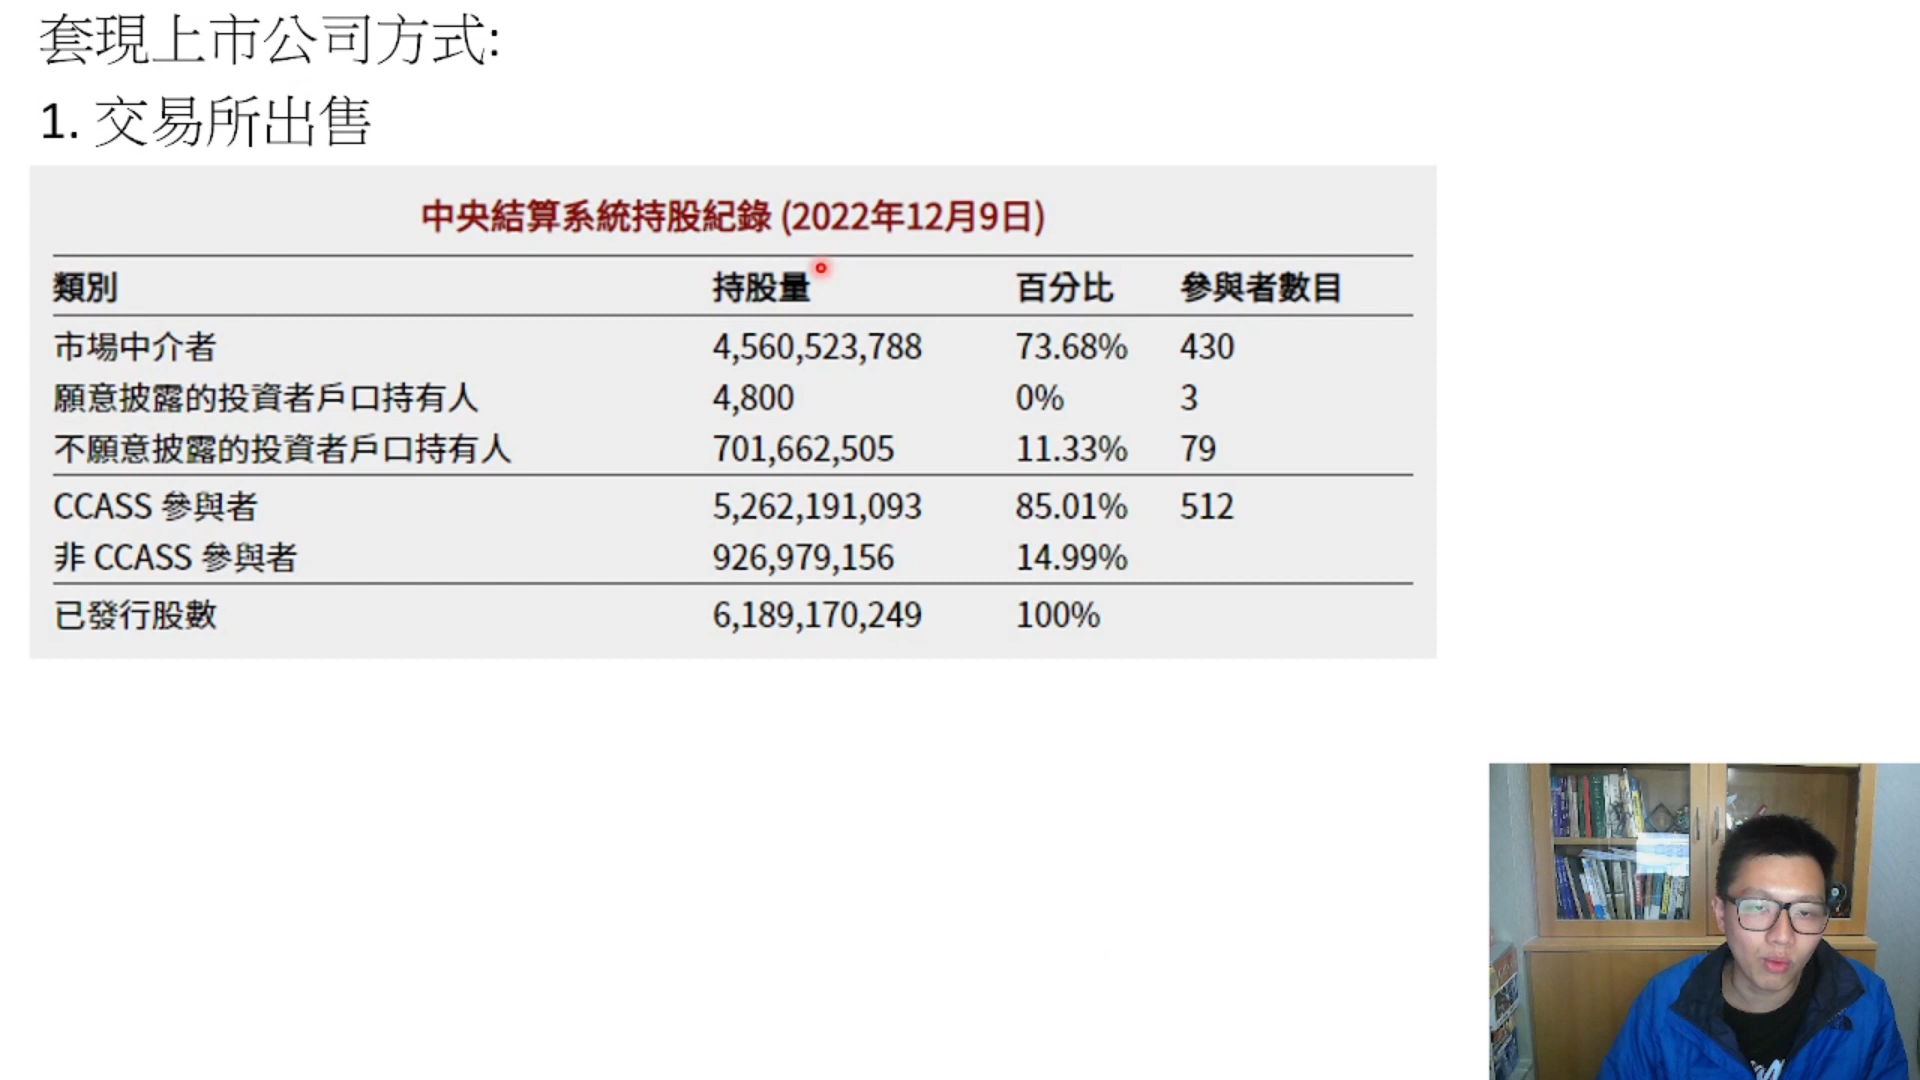 套現上市公司方式:
1. 交易所出售
中央結算系統持股紀錄 (2022年12月9日)
類別 持股量 百分比 參與者數目
市場中介者 4,560,523,788 73.68% 430
願意披露的投資者戶口持有人 4,800 0% 3
不願意披露的投資者戶口持有人 701,662,505 11.33% 79
CCASS 參與者 5,262,191,093 85.01% 512
非 CCASS 參與者 926,979,156 14.99%
已發行股數 6,189,170,249 100%